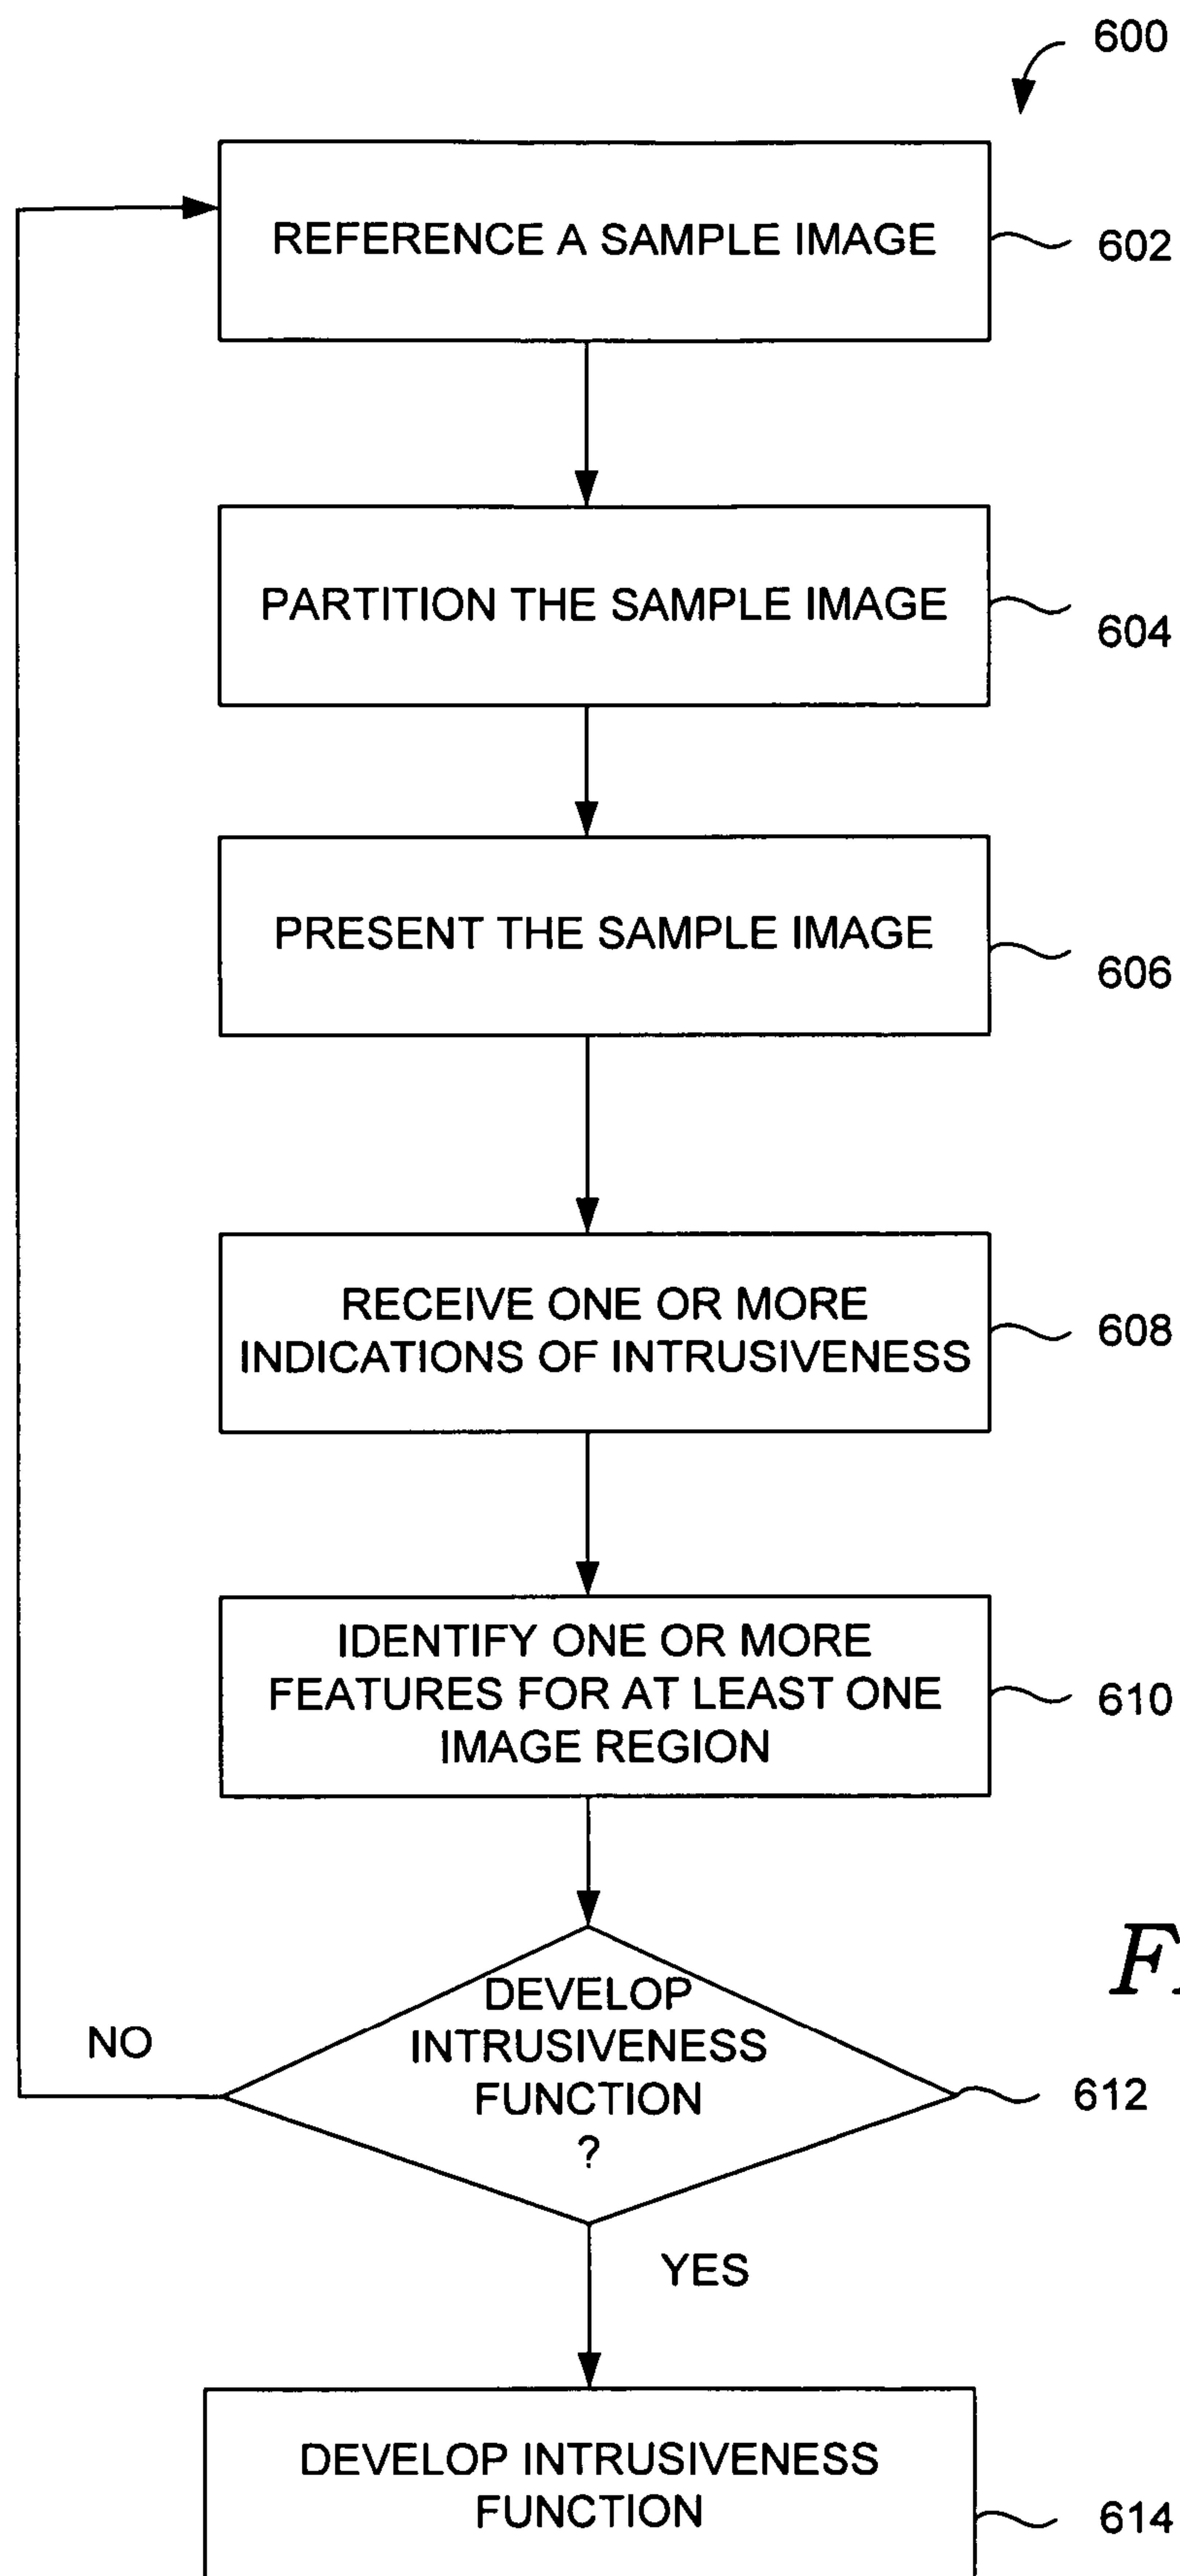 600
REFERENCE A SAMPLE IMAGE
602
PARTITION THE SAMPLE IMAGE
604
PRESENT THE SAMPLE IMAGE
606
RECEIVE ONE OR MORE
INDICATIONS OF INTRUSIVENESS
608
IDENTIFY ONE OR MORE
FEATURES FOR AT LEAST ONE
IMAGE REGION
610
DEVELOP
INTRUSIVENESS
FUNCTION
?
NO
612
YES
DEVELOP INTRUSIVENESS
FUNCTION
614